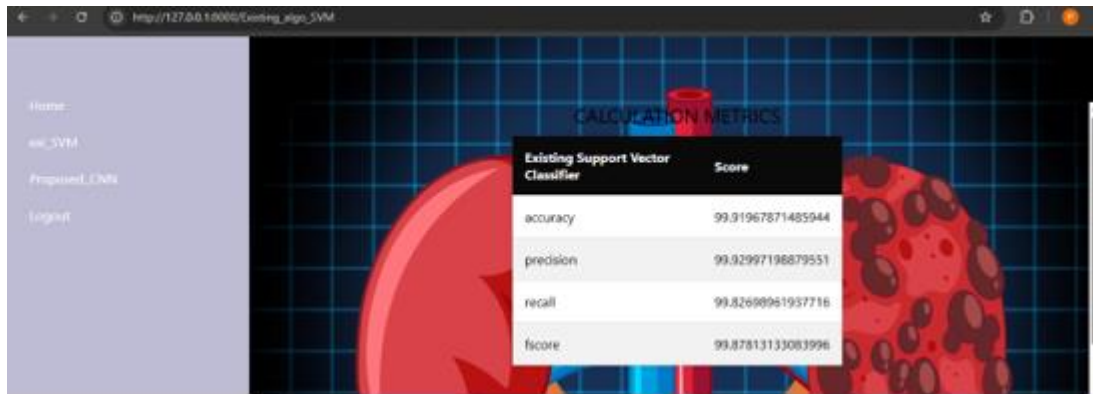 http://127.0.0.1:8000/Existing_algo_SVM
P
Home
CALCULATION METRICS
exi_SVM
Existing Support Vector
Classifier
Score
Proposed_CNN
Logout
accuracy 99.91967871485944
precision 99.92997198879551
recall 99.82698961937716
fscore 99.87813133083996